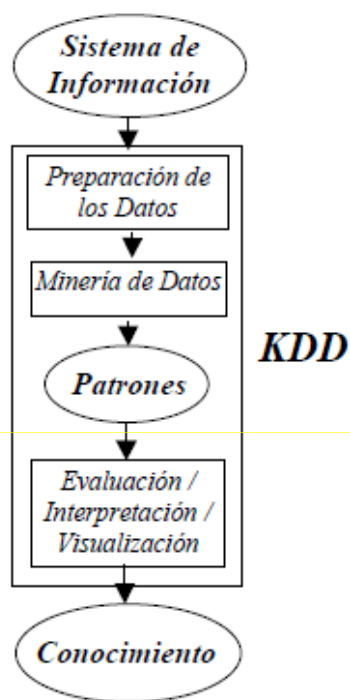 Sistema de
Información
Preparación de
los Datos
Minería de Datos
KDD
Patrones
Evaluación /
Interpretación /
Visualización
Conocimiento